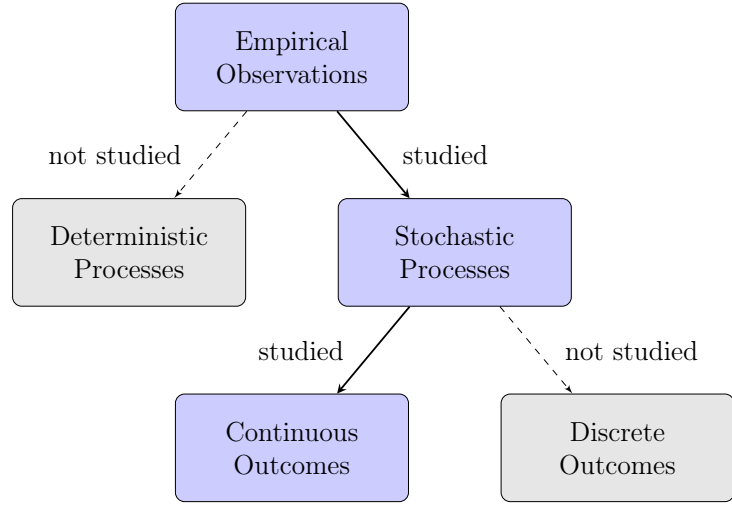 Empirical
Observations
not studied
studied
Deterministic
Processes
Stochastic
Processes
studied
not studied
Continuous
Outcomes
Discrete
Outcomes